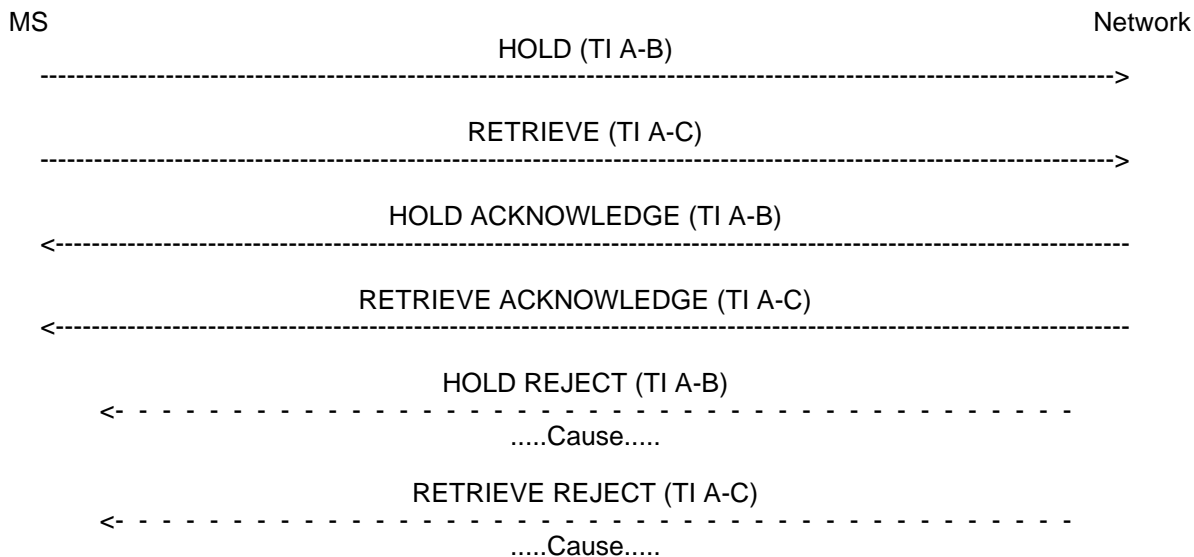 MS Network
HOLD (TI A-B)
RETRIEVE (TI A-C)
HOLD ACKNOWLEDGE (TI A-B)
RETRIEVE ACKNOWLEDGE (TI A-C)
HOLD REJECT (TI A-B)
.....Cause.....
RETRIEVE REJECT (TI A-C)
.....Cause.....